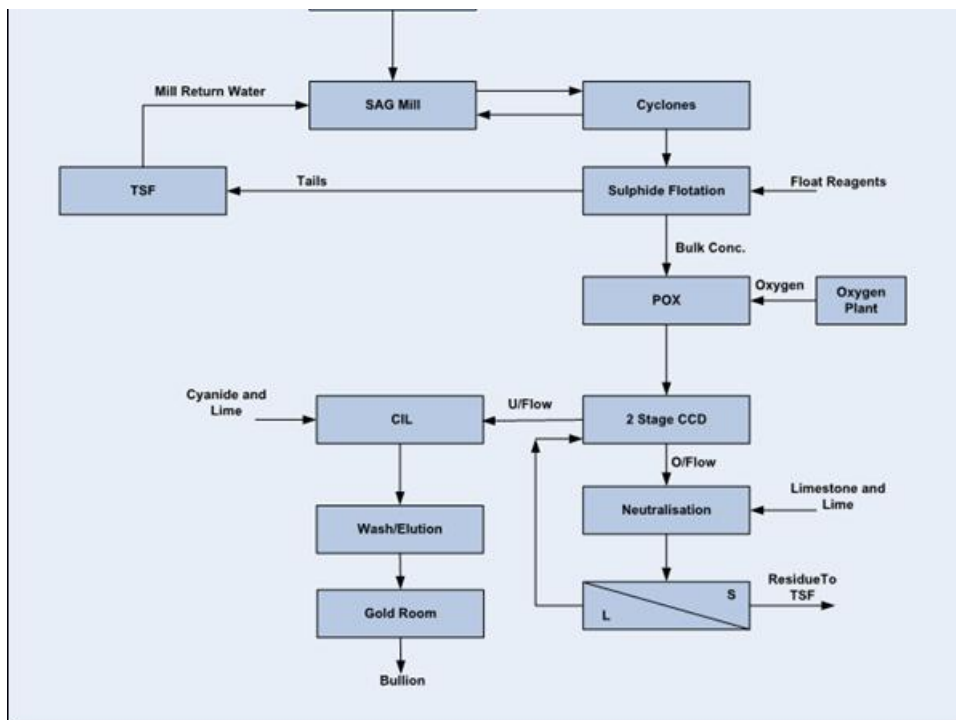 Mill Return Water
SAG Mill
Cyclones
TSF
Tails
Sulphide Flotation
Float Reagents
Bulk Conc.
POX
Oxygen
Oxygen
Plant
Cyanide and
Lime
CIL
U/Flow
2 Stage CCD
O/Flow
Limestone and
Lime
Neutralisation
Wash/Elution
ResidueTo
TSF
S
L
Gold Room
Bullion